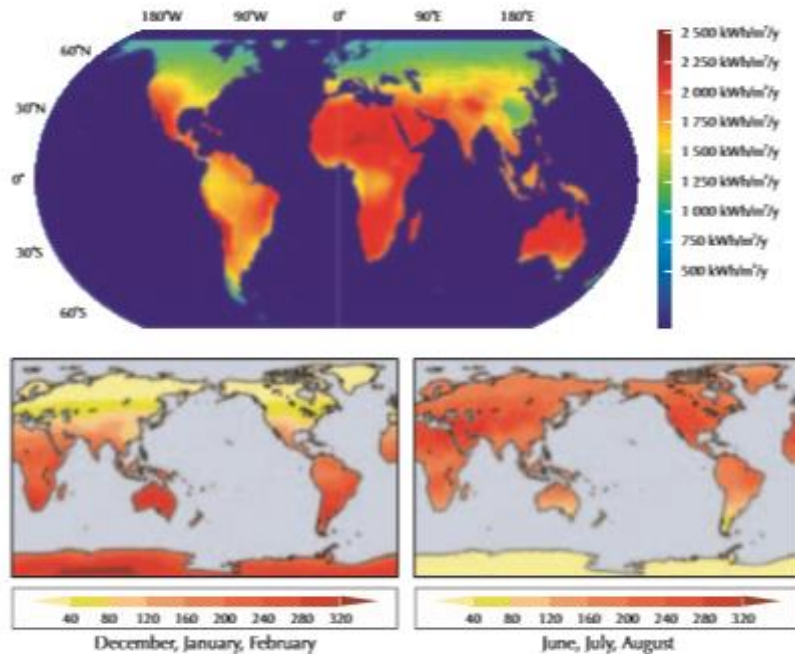 180°W 90°W 0° 90°E 180°E
60°N
30°N
0°
30°S
60°S
2 500 kWh/m²/y
2 250 kWh/m²/y
2 000 kWh/m²/y
1 750 kWh/m²/y
1 500 kWh/m²/y
1 250 kWh/m²/y
1 000 kWh/m²/y
750 kWh/m²/y
500 kWh/m²/y
40 80 120 160 200 240 280 320
December, January, February
40 80 120 160 200 240 280 320
June, July, August